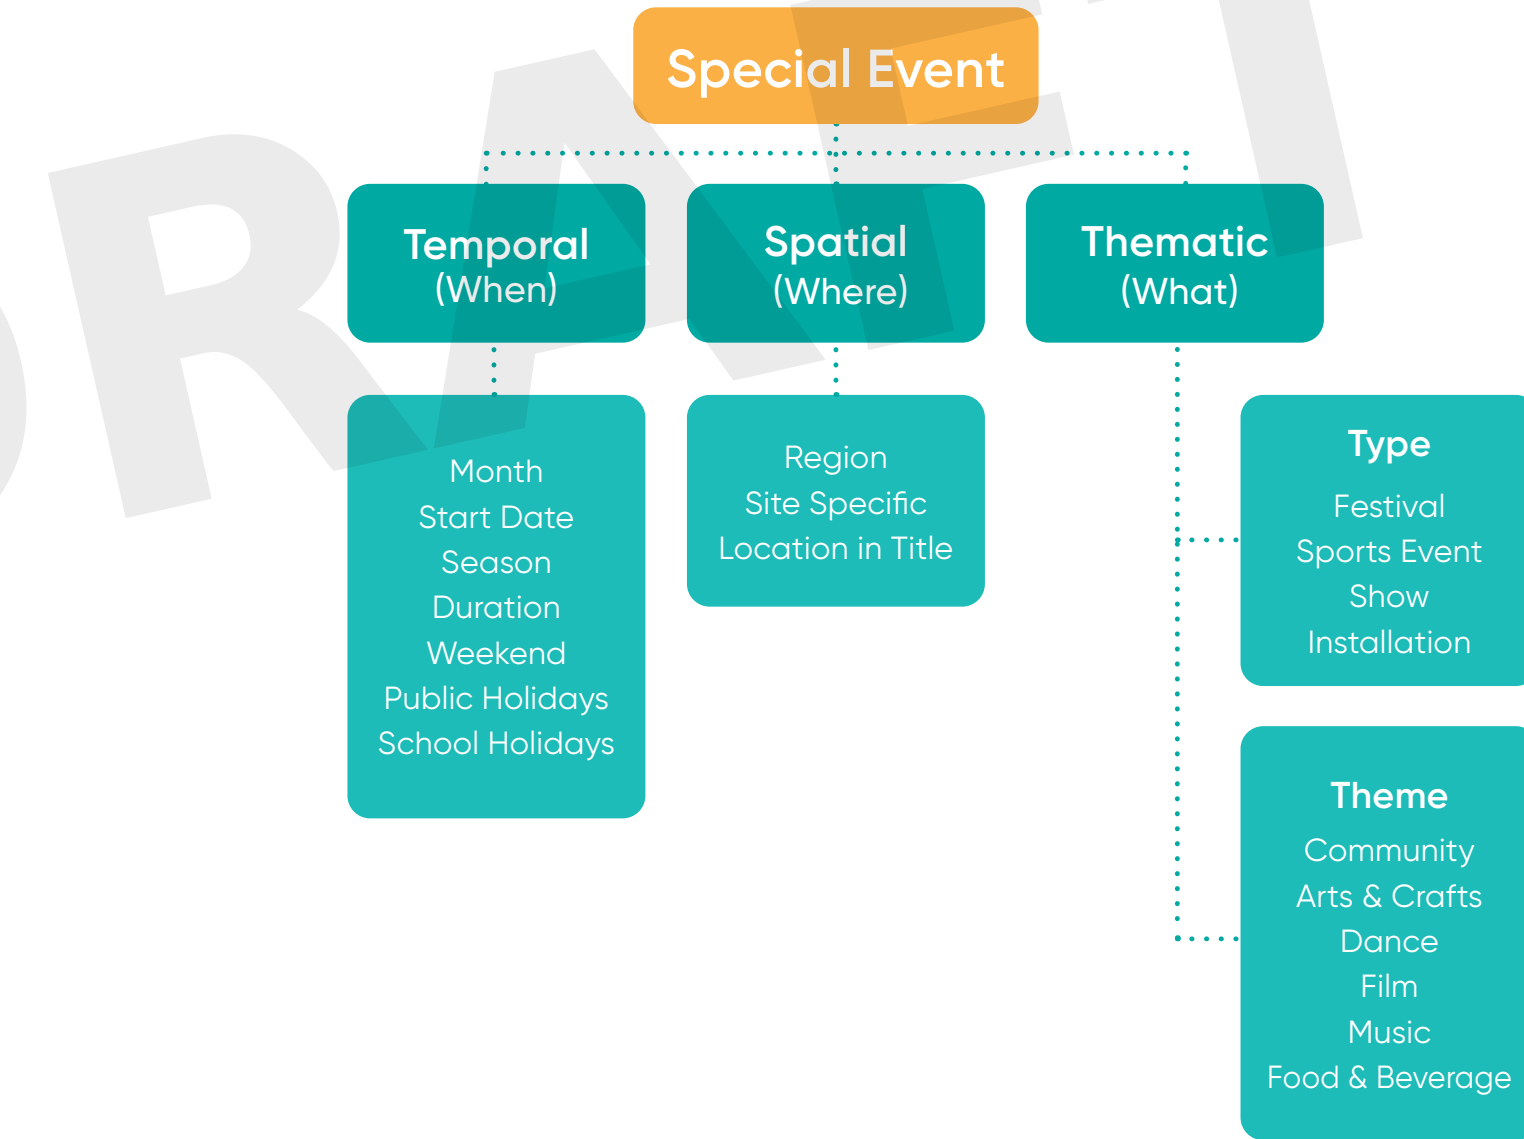 DRAFT
Special Event
Temporal
(When)
Spatial
(Where)
Thematic
(What)
Month
Start Date
Season
Duration
Weekend
Public Holidays
School Holidays
Region
Site Specific
Location in Title
Type
Festival
Sports Event
Show
Installation
Theme
Community
Arts & Crafts
Dance
Film
Music
Food & Beverage